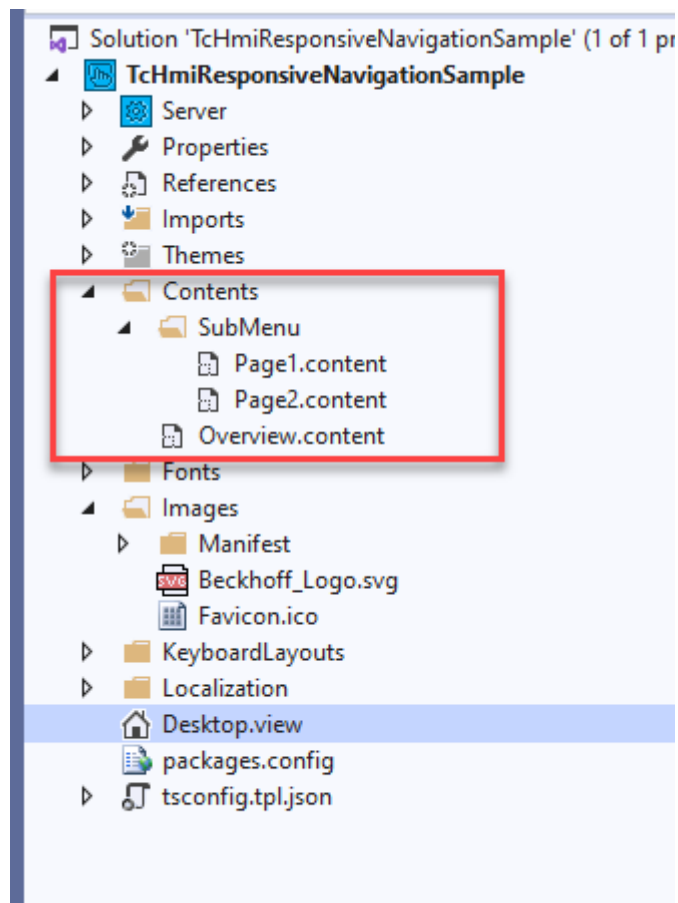 Solution 'TcHmiResponsiveNavigationSample' (1 of 1 pr
TcHmiResponsiveNavigationSample
Server
Properties
References
Imports
Themes
Contents
SubMenu
Page1.content
Page2.content
Overview.content
Fonts
Images
Manifest
SVG Beckhoff_Logo.svg
Favicon.ico
KeyboardLayouts
Localization
Desktop.view
packages.config
tsconfig.tpl.json